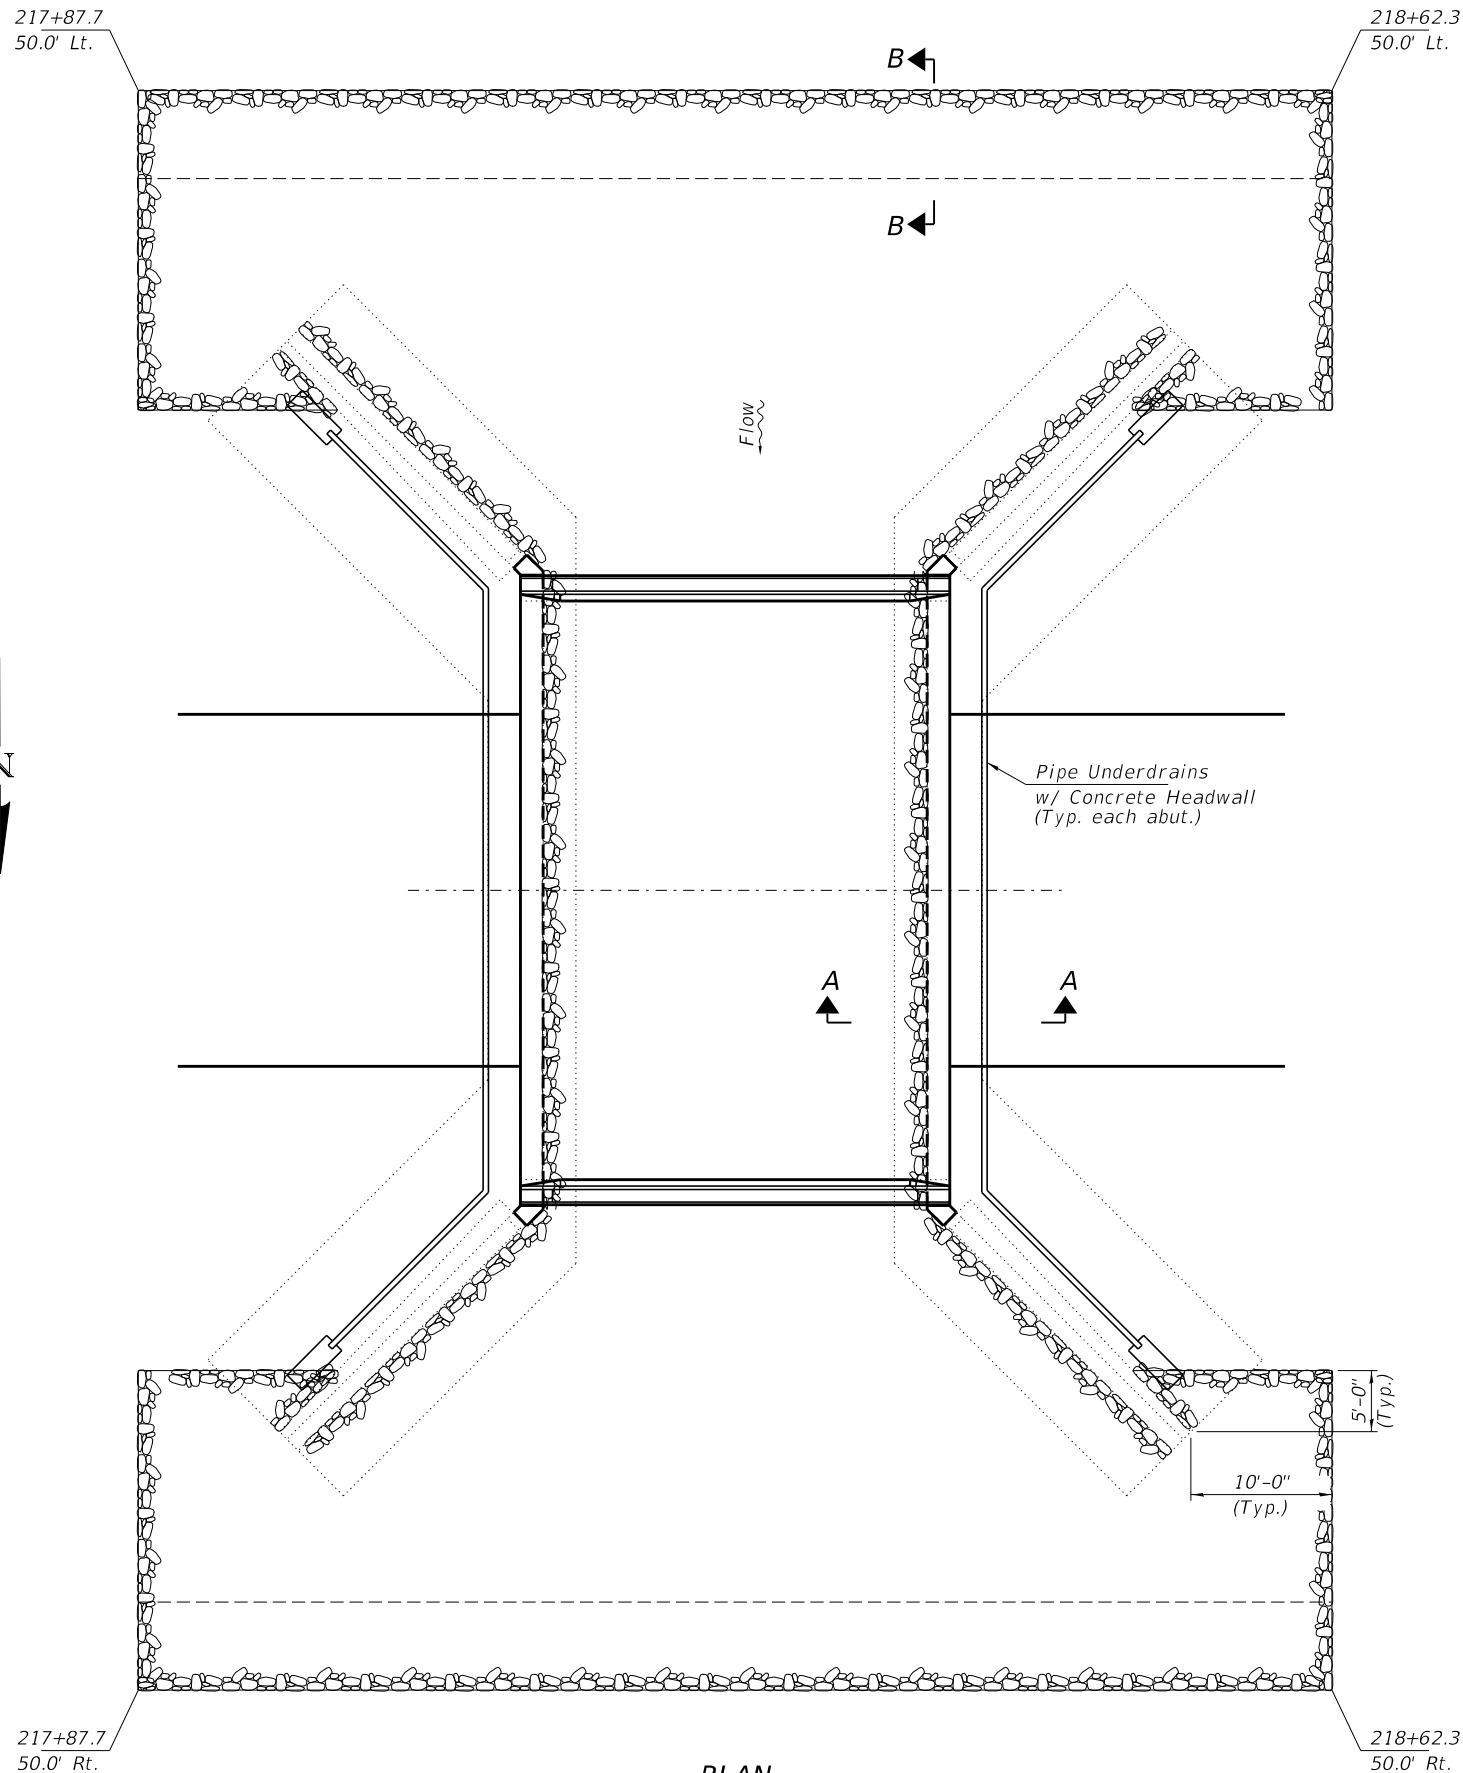 217+87.7
50.0' Lt.
218+62.3
50.0' Lt.
B
B
Flow
N
Pipe Underdrains
w/ Concrete Headwall
(Typ. each abut.)
A
A
5'-0"
(Typ.)
10'-0"
(Typ.)
217+87.7
50.0' Rt.
218+62.3
50.0' Rt.
PLAN